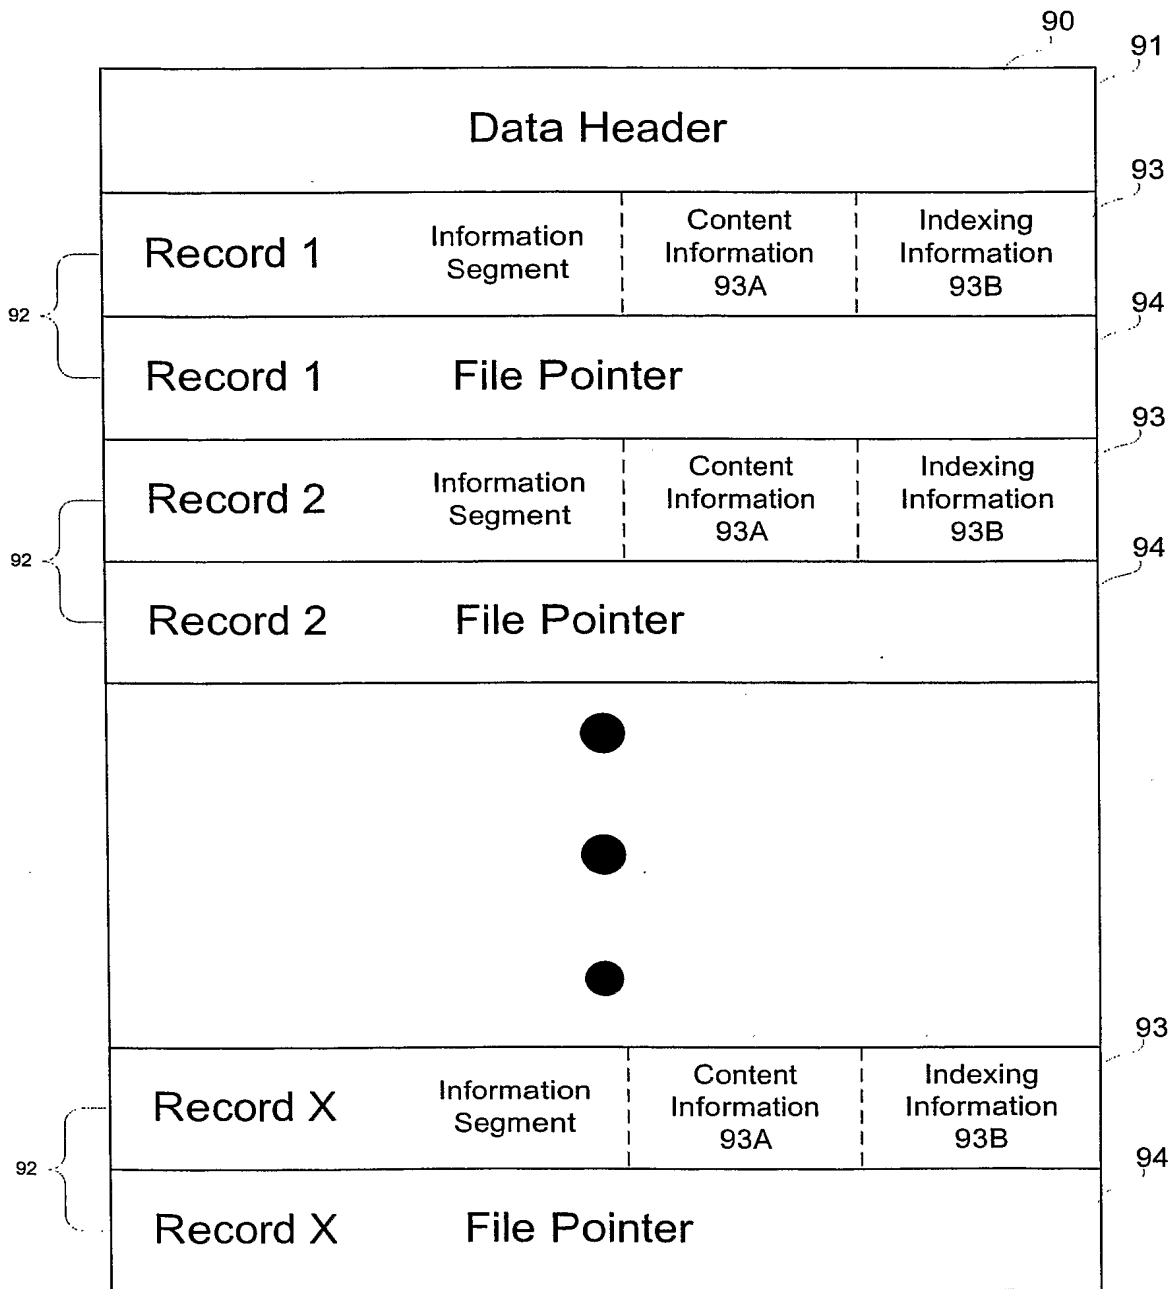 90
91
Data Header
93
Record 1
Information
Segment
Content
Information
93A
Indexing
Information
93B
92
94
Record 1 File Pointer
93
Record 2
Information
Segment
Content
Information
93A
Indexing
Information
93B
92
94
Record 2 File Pointer
93
Record X
Information
Segment
Content
Information
93A
Indexing
Information
93B
92
94
Record X File Pointer